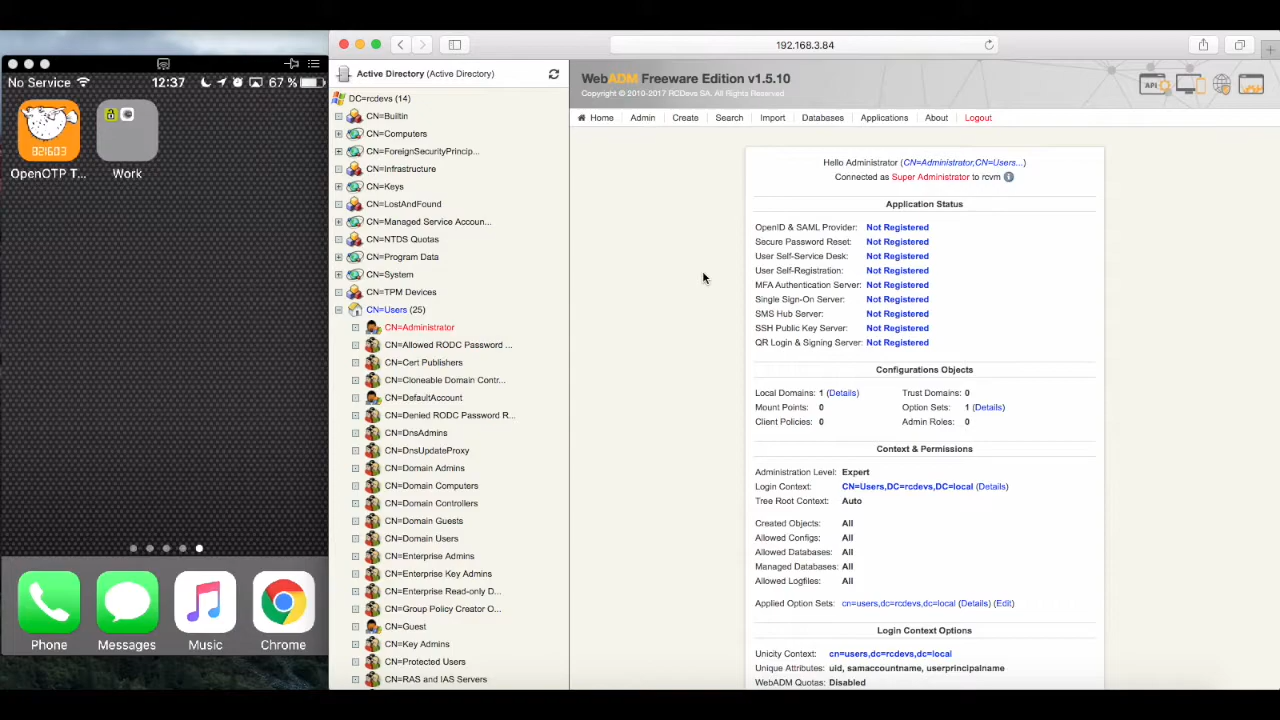 No Service 12:37 67 %
821603
OpenOTP T...
Work
Phone
Messages
Music
Chrome
192.168.3.84
Active Directory (Active Directory)
DC=rcdevs (14)
CN=Builtin
CN=Computers
CN=ForeignSecurityPrincip...
CN=Infrastructure
CN=Keys
CN=LostAndFound
CN=Managed Service Accoun...
CN=NTDS Quotas
CN=Program Data
CN=System
CN=TPM Devices
CN=Users (25)
CN=Administrator
CN=Allowed RODC Password ...
CN=Cert Publishers
CN=Cloneable Domain Contr...
CN=DefaultAccount
CN=Denied RODC Password R...
CN=DnsAdmins
CN=DnsUpdateProxy
CN=Domain Admins
CN=Domain Computers
CN=Domain Controllers
CN=Domain Guests
CN=Domain Users
CN=Enterprise Admins
CN=Enterprise Key Admins
CN=Enterprise Read-only D...
CN=Group Policy Creator O...
CN=Guest
CN=Key Admins
CN=Protected Users
CN=RAS and IAS Servers
WebADM Freeware Edition v1.5.10
Copyright © 2010-2017 RCDevs SA. All Rights Reserved
API
Home Admin Create Search Import Databases Applications About Logout
Hello Administrator (CN=Administrator,CN=Users...)
Connected as Super Administrator to rcvm
Application Status
OpenID & SAML Provider: Not Registered
Secure Password Reset: Not Registered
User Self-Service Desk: Not Registered
User Self-Registration: Not Registered
MFA Authentication Server: Not Registered
Single Sign-On Server: Not Registered
SMS Hub Server: Not Registered
SSH Public Key Server: Not Registered
QR Login & Signing Server: Not Registered
Configurations Objects
Local Domains: 1 (Details) Trust Domains: 0
Mount Points: 0 Option Sets: 1 (Details)
Client Policies: 0 Admin Roles: 0
Context & Permissions
Administration Level: Expert
Login Context: CN=Users,DC=rcdevs,DC=local (Details)
Tree Root Context: Auto
Created Objects: All
Allowed Configs: All
Allowed Databases: All
Managed Databases: All
Allowed Logfiles: All
Applied Option Sets: cn=users,dc=rcdevs,dc=local (Details) (Edit)
Login Context Options
Unicity Context: cn=users,dc=rcdevs,dc=local
Unique Attributes: uid, samaccountname, userprincipalname
WebADM Quotas: Disabled